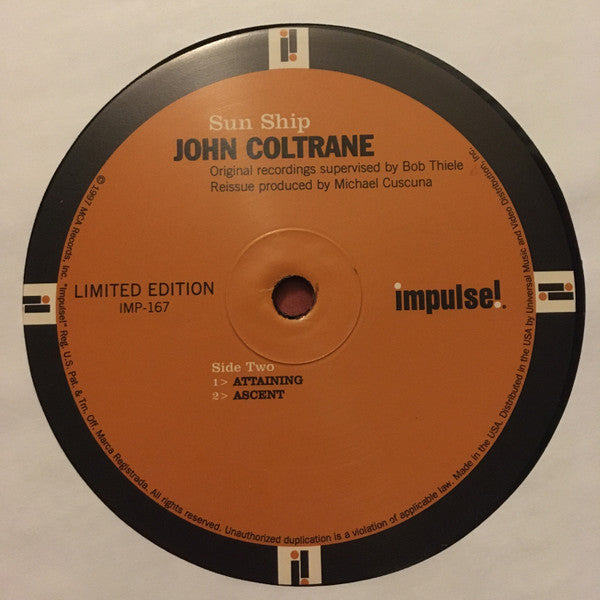 Sun Ship
JOHN COLTRANE
Original recordings supervised by Bob Thiele
Reissue produced by Michael Cuscuna
LIMITED EDITION
IMP-167
impulse!
Side Two
1> ATTAINING
2> ASCENT
© 1997 MCA Records, Inc. "Impulse!" Reg. U.S. Pat. & Tm. Off. Marca Registrada. All rights reserved. Unauthorized duplication is a violation of applicable law. Made in the USA. Distributed in the USA by Universal Music and Video Distribution, Inc.